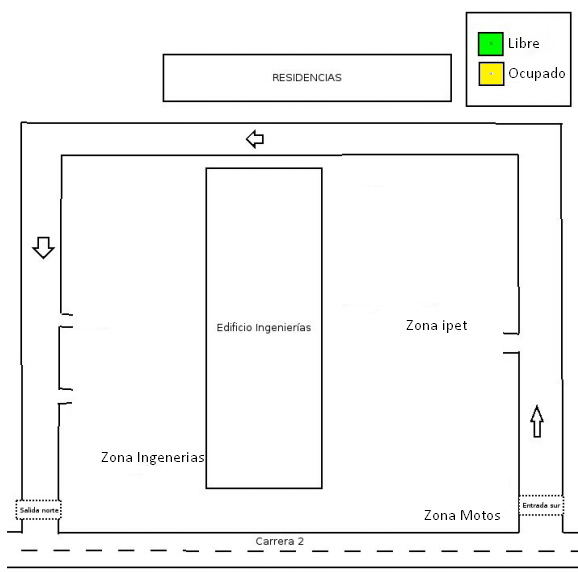 Libre
Ocupado
RESIDENCIAS
Edificio Ingenierías
Zona ipet
Zona Ingenerias
Salida norte
Zona Motos
Entrada sur
Carrera 2